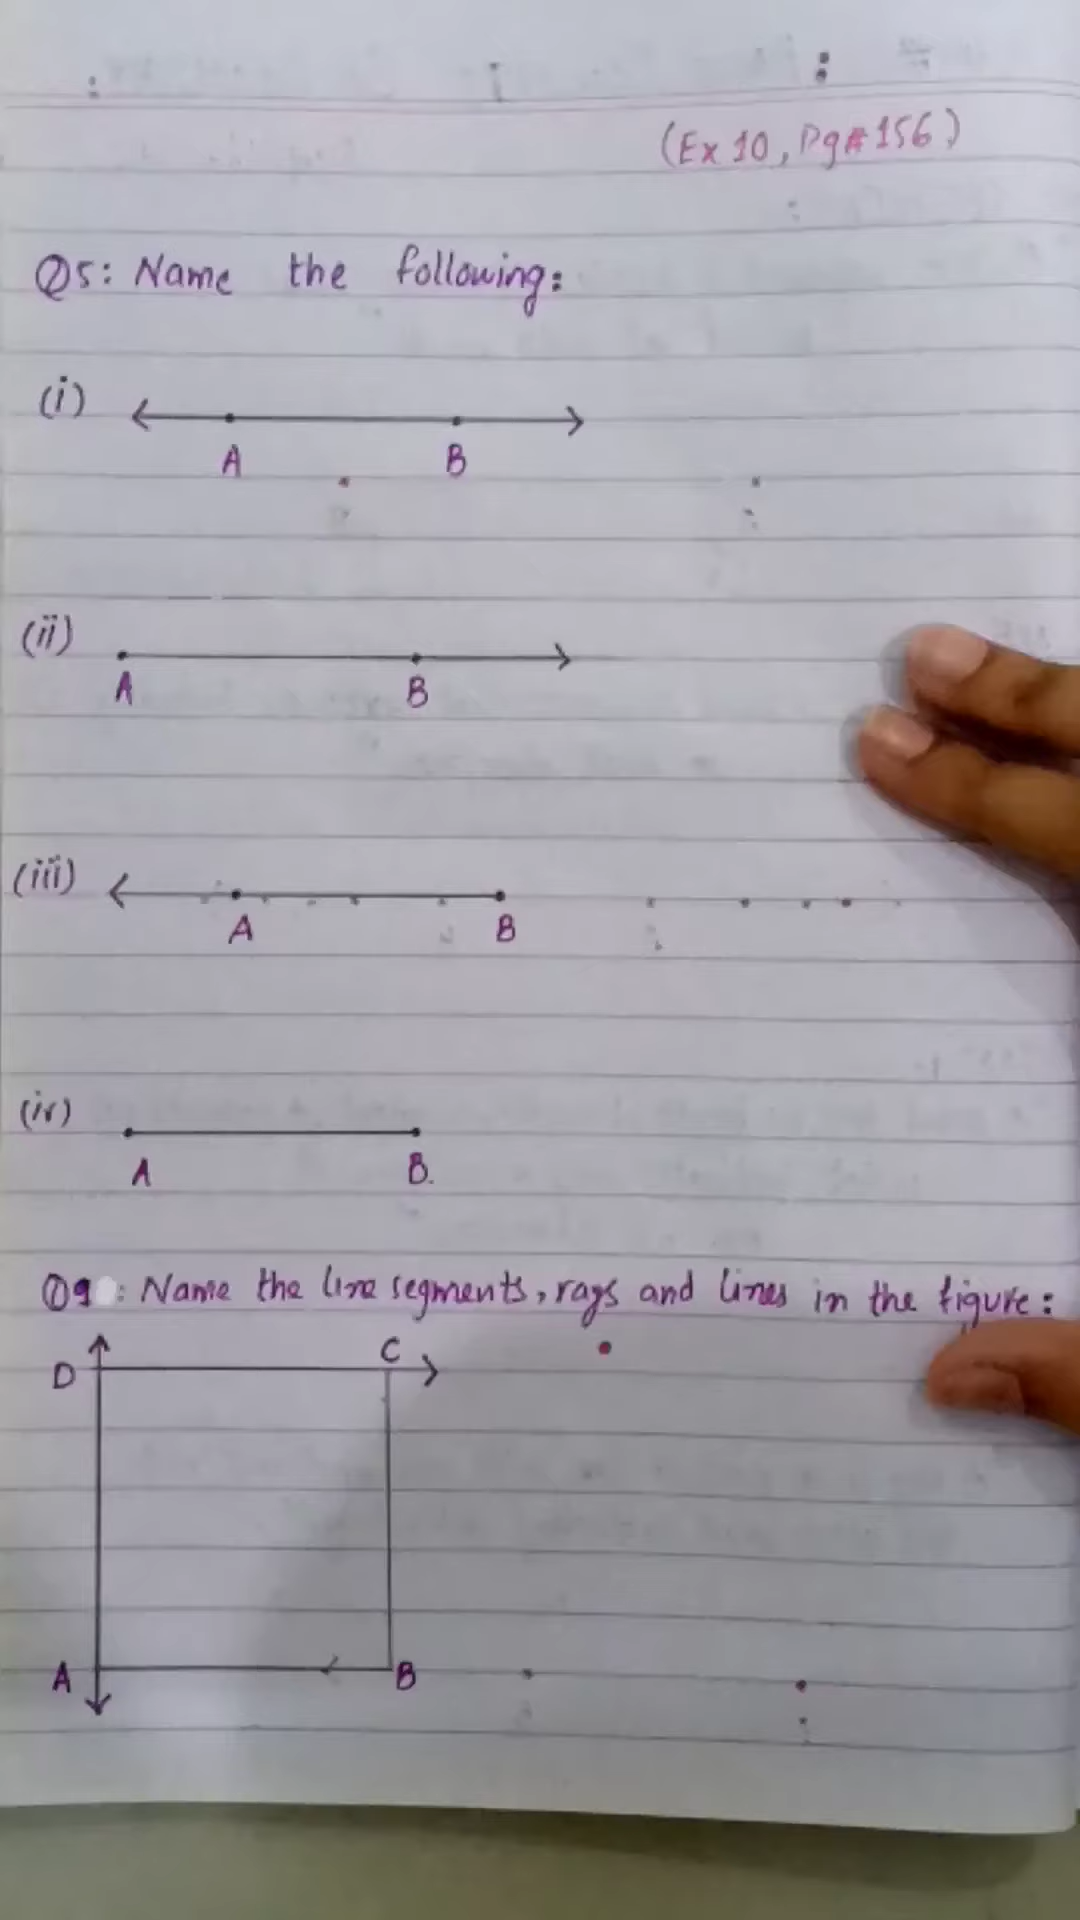 (Ex 10, Pg#156)
Q5: Name the following:
(i)
A B
(ii)
A B
(iii)
A B
(iv)
A B.
Q9 : Name the line segments, rays and lines in the figure:
D C
A B